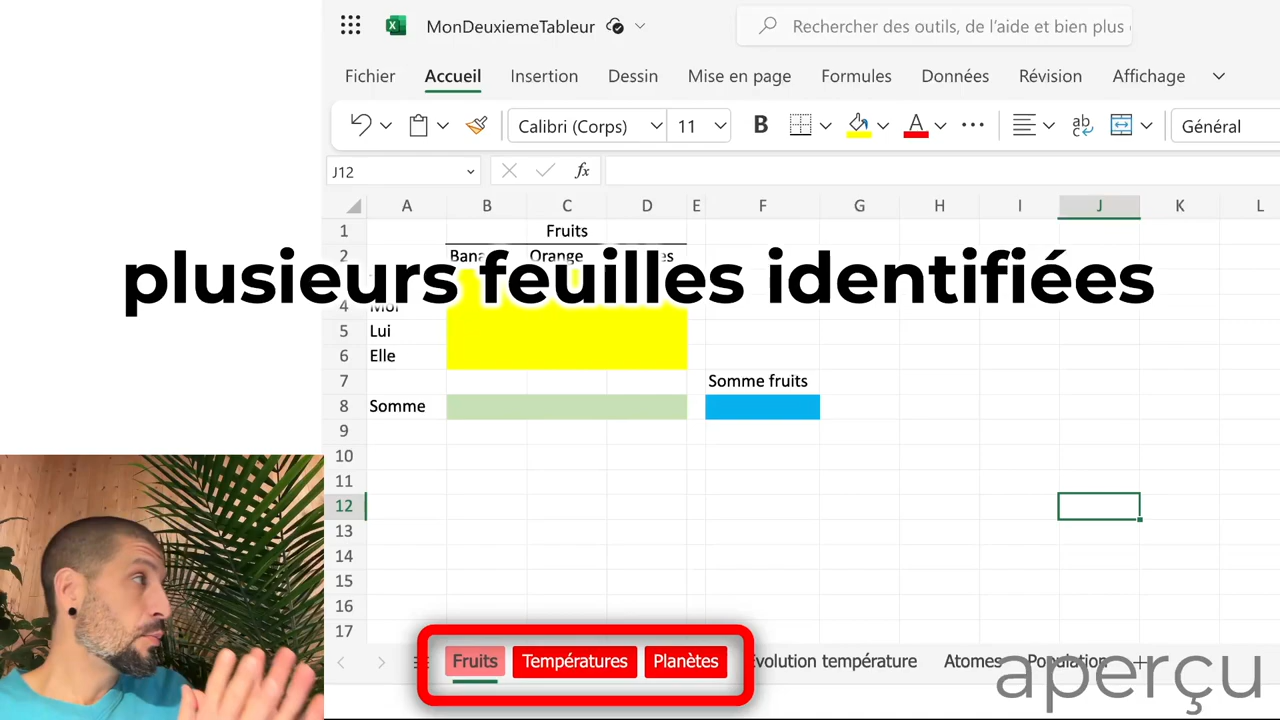 MonDeuxiemeTableur
Rechercher des outils, de l'aide et bien plus
Fichier Accueil Insertion Dessin Mise en page Formules Données Révision Affichage
Calibri (Corps) 11 B A ab Général
J12 fx
A B C D E F G H I J K L
1 Fruits
2 Orange
plusieurs feuilles identifiées
4
5 Lui
6 Elle
7 Somme fruits
8 Somme
9
10
11
12
13
14
15
16
17
Fruits Températures Planètes Evolution température Atomes Population
aperçu